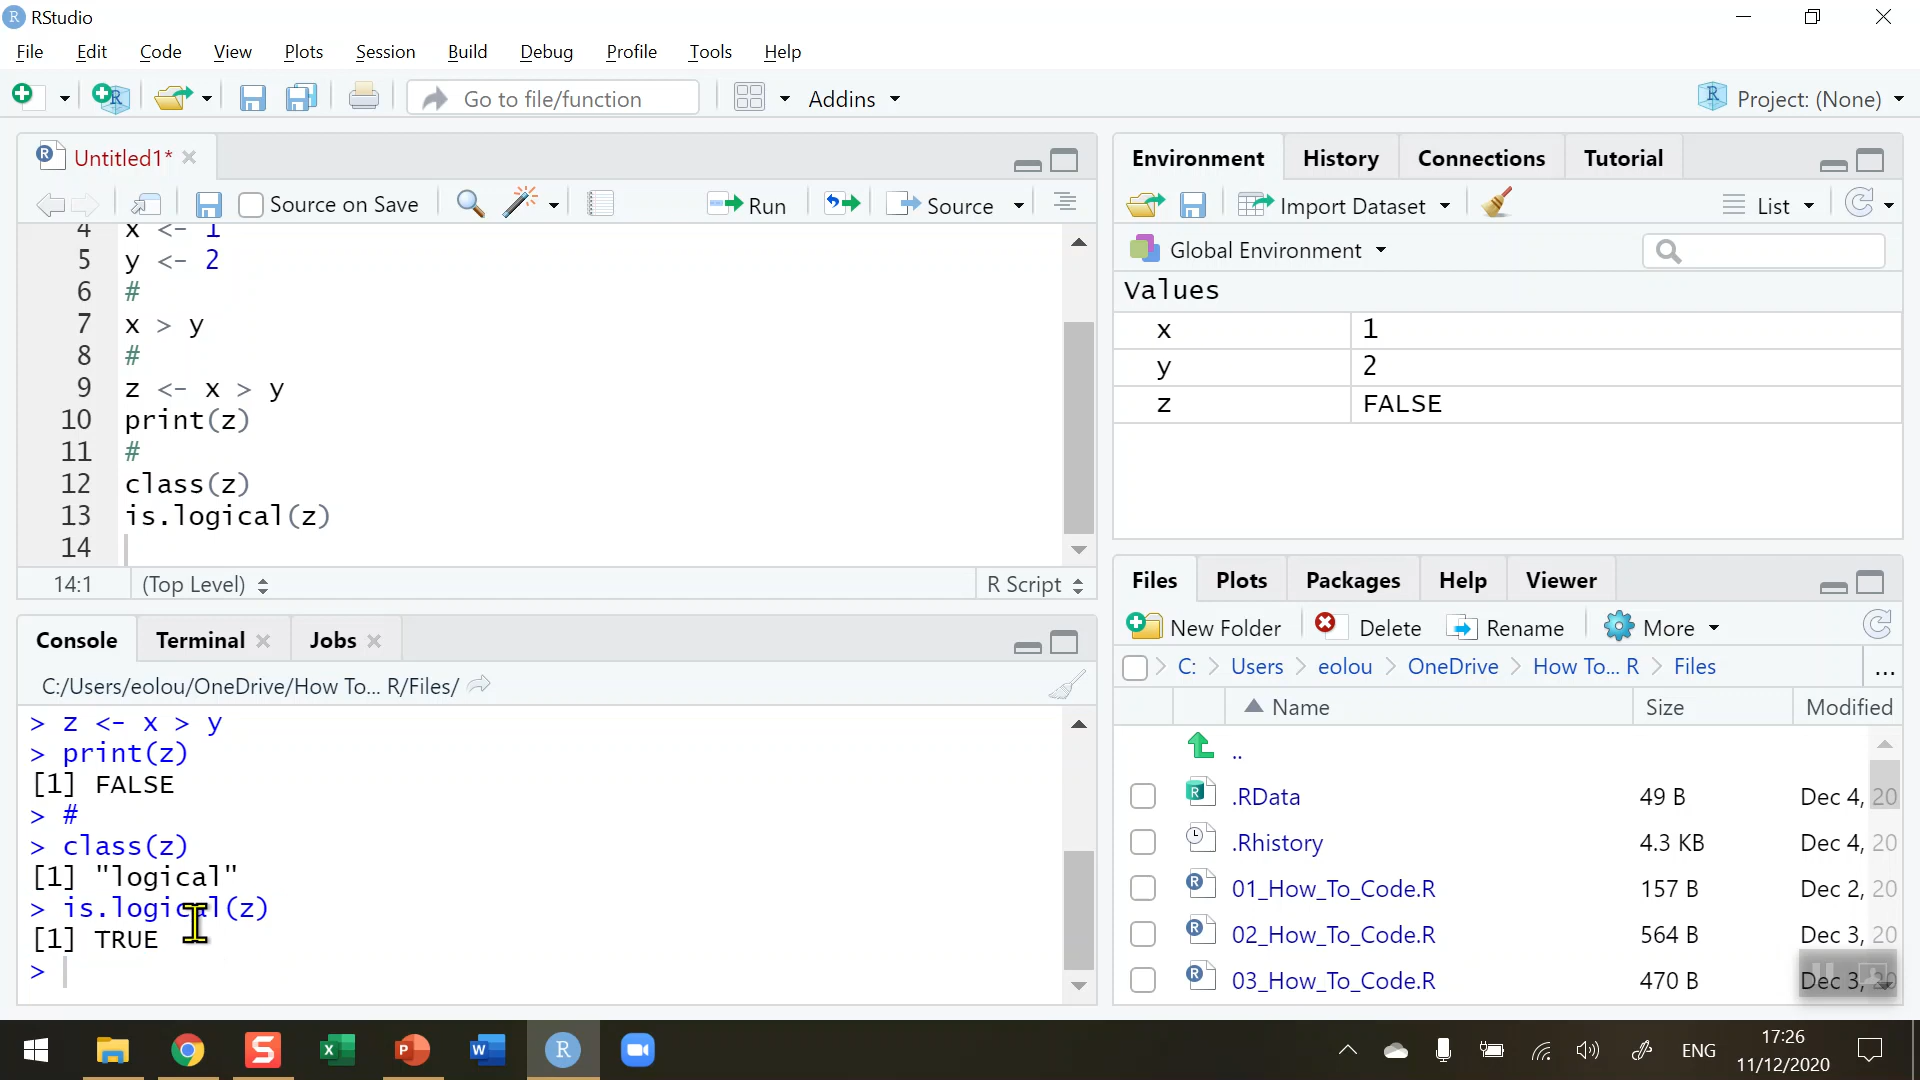 RStudio
File Edit Code View Plots Session Build Debug Profile Tools Help
Go to file/function Addins Project: (None)
Untitled1*
Source on Save Run Source
4 x <- 1
5 y <- 2
6 #
7 x > y
8 #
9 z <- x > y
10 print(z)
11 #
12 class(z)
13 is.logical(z)
14
14:1 (Top Level) R Script
Console Terminal Jobs
C:/Users/eolou/OneDrive/How To... R/Files/
> z <- x > y
> print(z)
[1] FALSE
> #
> class(z)
[1] "logical"
> is.logical(z)
[1] TRUE
>
Environment History Connections Tutorial
Import Dataset List
Global Environment
Values
x 1
y 2
z FALSE
Files Plots Packages Help Viewer
New Folder Delete Rename More
C: > Users > eolou > OneDrive > How To... R > Files ...
Name Size Modified
..
.RData 49 B Dec 4, 20
.Rhistory 4.3 KB Dec 4, 20
01_How_To_Code.R 157 B Dec 2, 20
02_How_To_Code.R 564 B Dec 3, 20
03_How_To_Code.R 470 B Dec 3, 20
ENG 17:26
11/12/2020